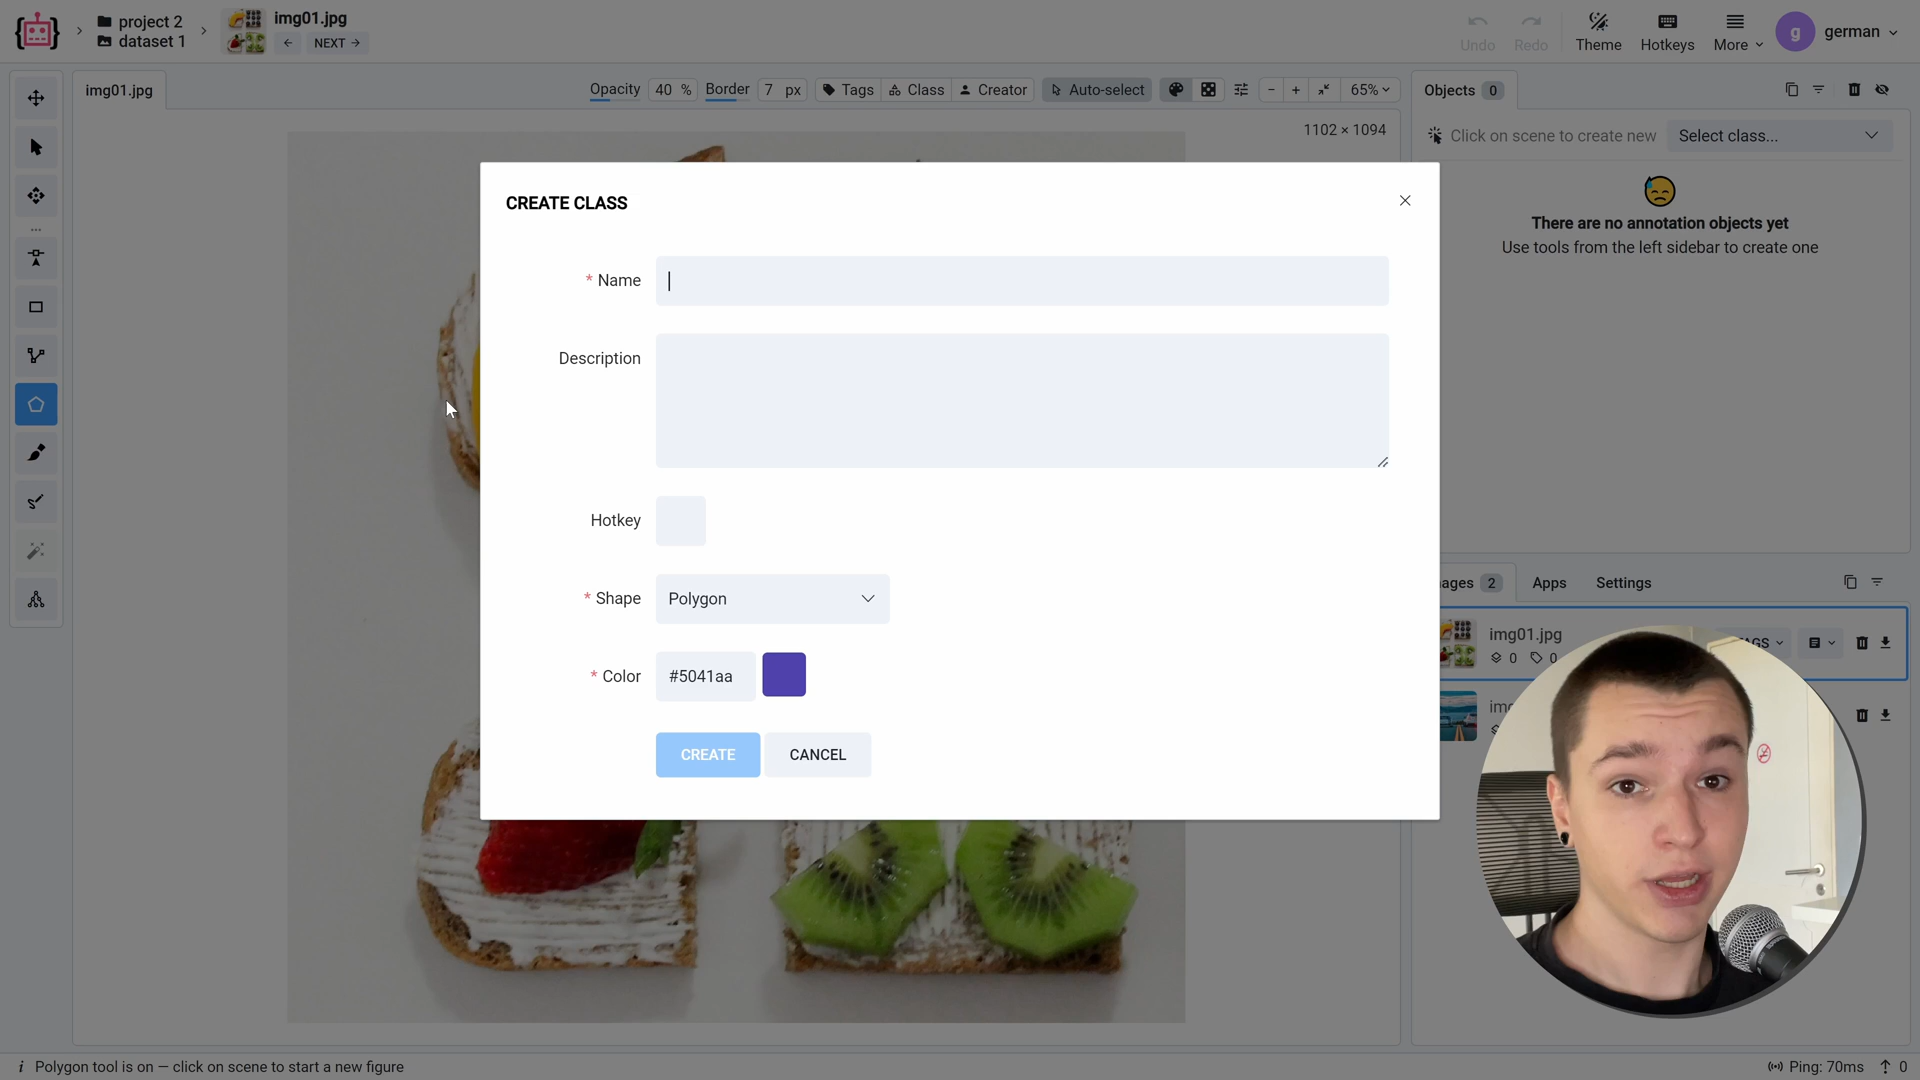 project 2
dataset 1
img01.jpg
NEXT →
Undo
Redo
Theme
Hotkeys
More
g
german
img01.jpg
Opacity 40 % Border 7 px Tags Class Creator Auto-select - + 65%
1102 × 1094
Objects 0
Click on scene to create new Select class...
There are no annotation objects yet
Use tools from the left sidebar to create one
CREATE CLASS
* Name
Description
Hotkey
* Shape Polygon
* Color #5041aa
CREATE CANCEL
2 Apps Settings
img01.jpg
0 0
i Polygon tool is on — click on scene to start a new figure
Ping: 70ms ↑ 0